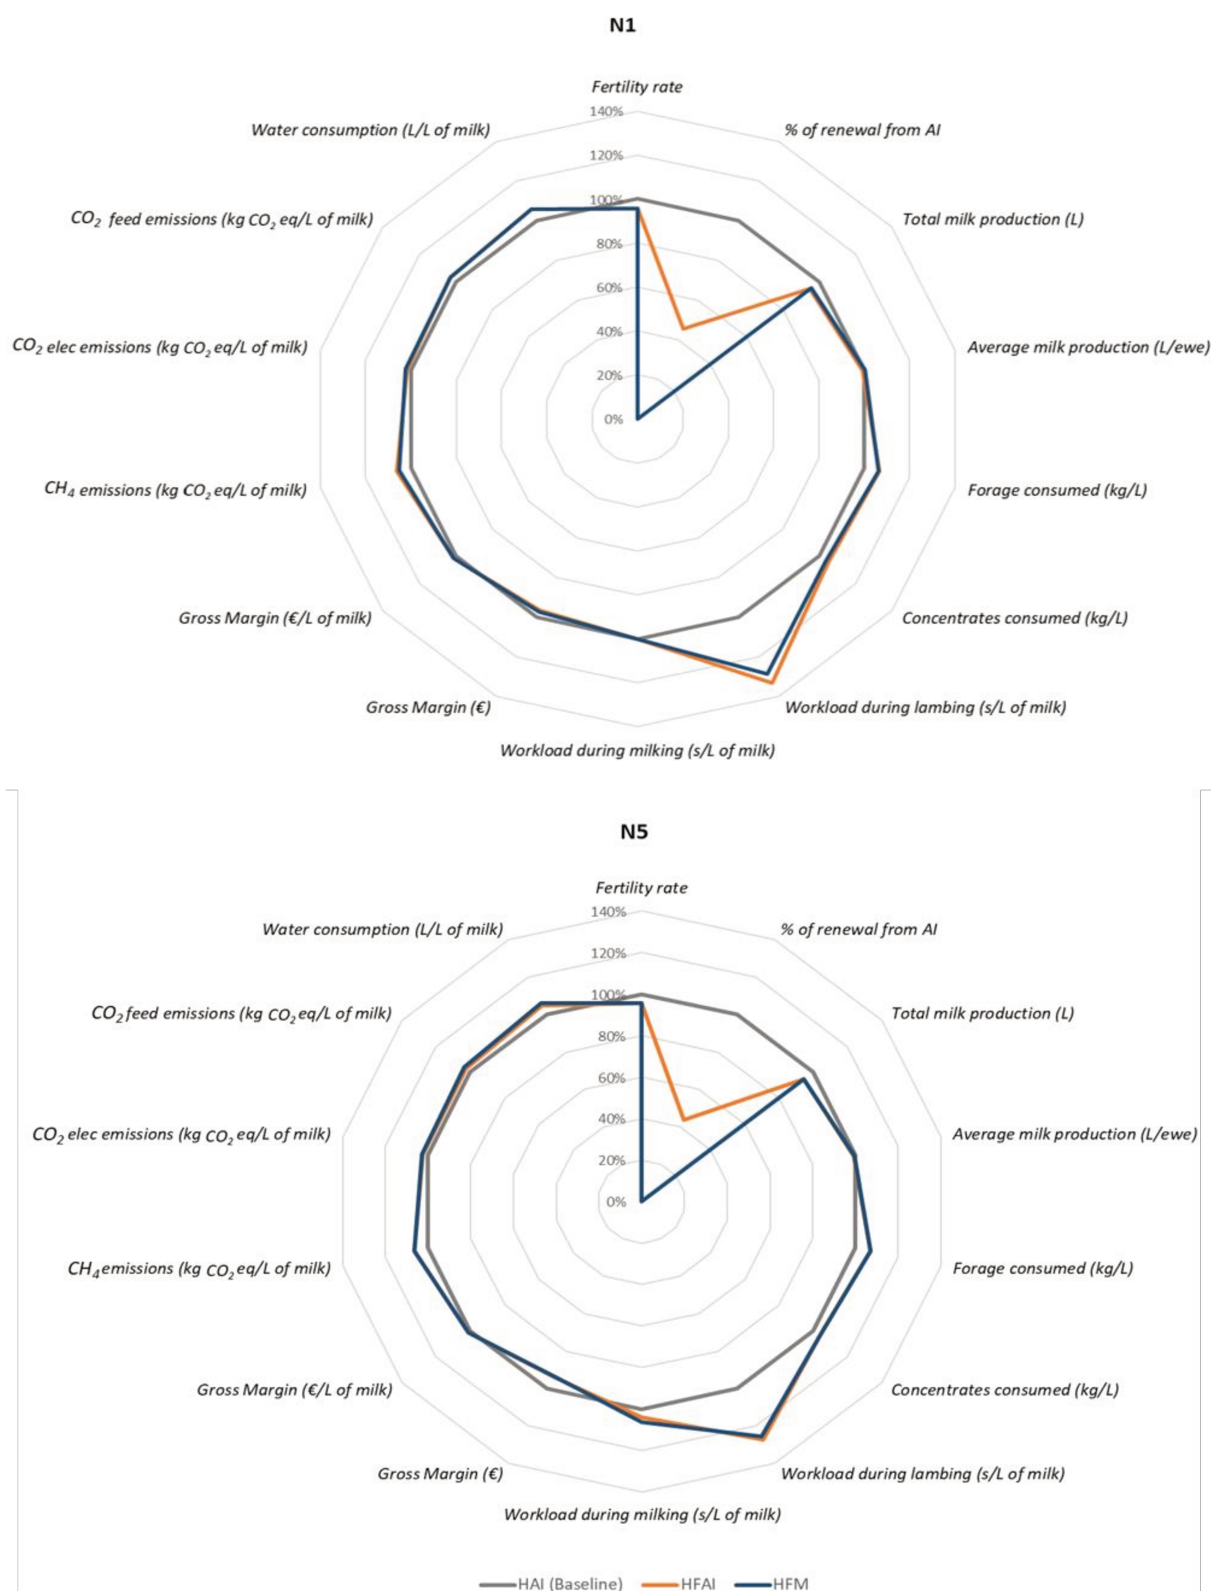 N1
Fertility rate
140%
Water consumption (L/L of milk)
% of renewal from AI
120%
CO₂ feed emissions (kg CO₂ eq/L of milk)
100%
Total milk production (L)
80%
60%
CO₂ elec emissions (kg CO₂ eq/L of milk)
40%
Average milk production (L/ewe)
20%
0%
CH₄ emissions (kg CO₂ eq/L of milk)
Forage consumed (kg/L)
Gross Margin (€/L of milk)
Concentrates consumed (kg/L)
Gross Margin (€)
Workload during lambing (s/L of milk)
Workload during milking (s/L of milk)
N5
Fertility rate
140%
Water consumption (L/L of milk)
% of renewal from AI
120%
100%
CO₂ feed emissions (kg CO₂ eq/L of milk)
Total milk production (L)
80%
60%
40%
CO₂ elec emissions (kg CO₂ eq/L of milk)
Average milk production (L/ewe)
20%
0%
CH₄ emissions (kg CO₂ eq/L of milk)
Forage consumed (kg/L)
Gross Margin (€/L of milk)
Concentrates consumed (kg/L)
Gross Margin (€)
Workload during lambing (s/L of milk)
Workload during milking (s/L of milk)
HAI (Baseline) HFAI HFM